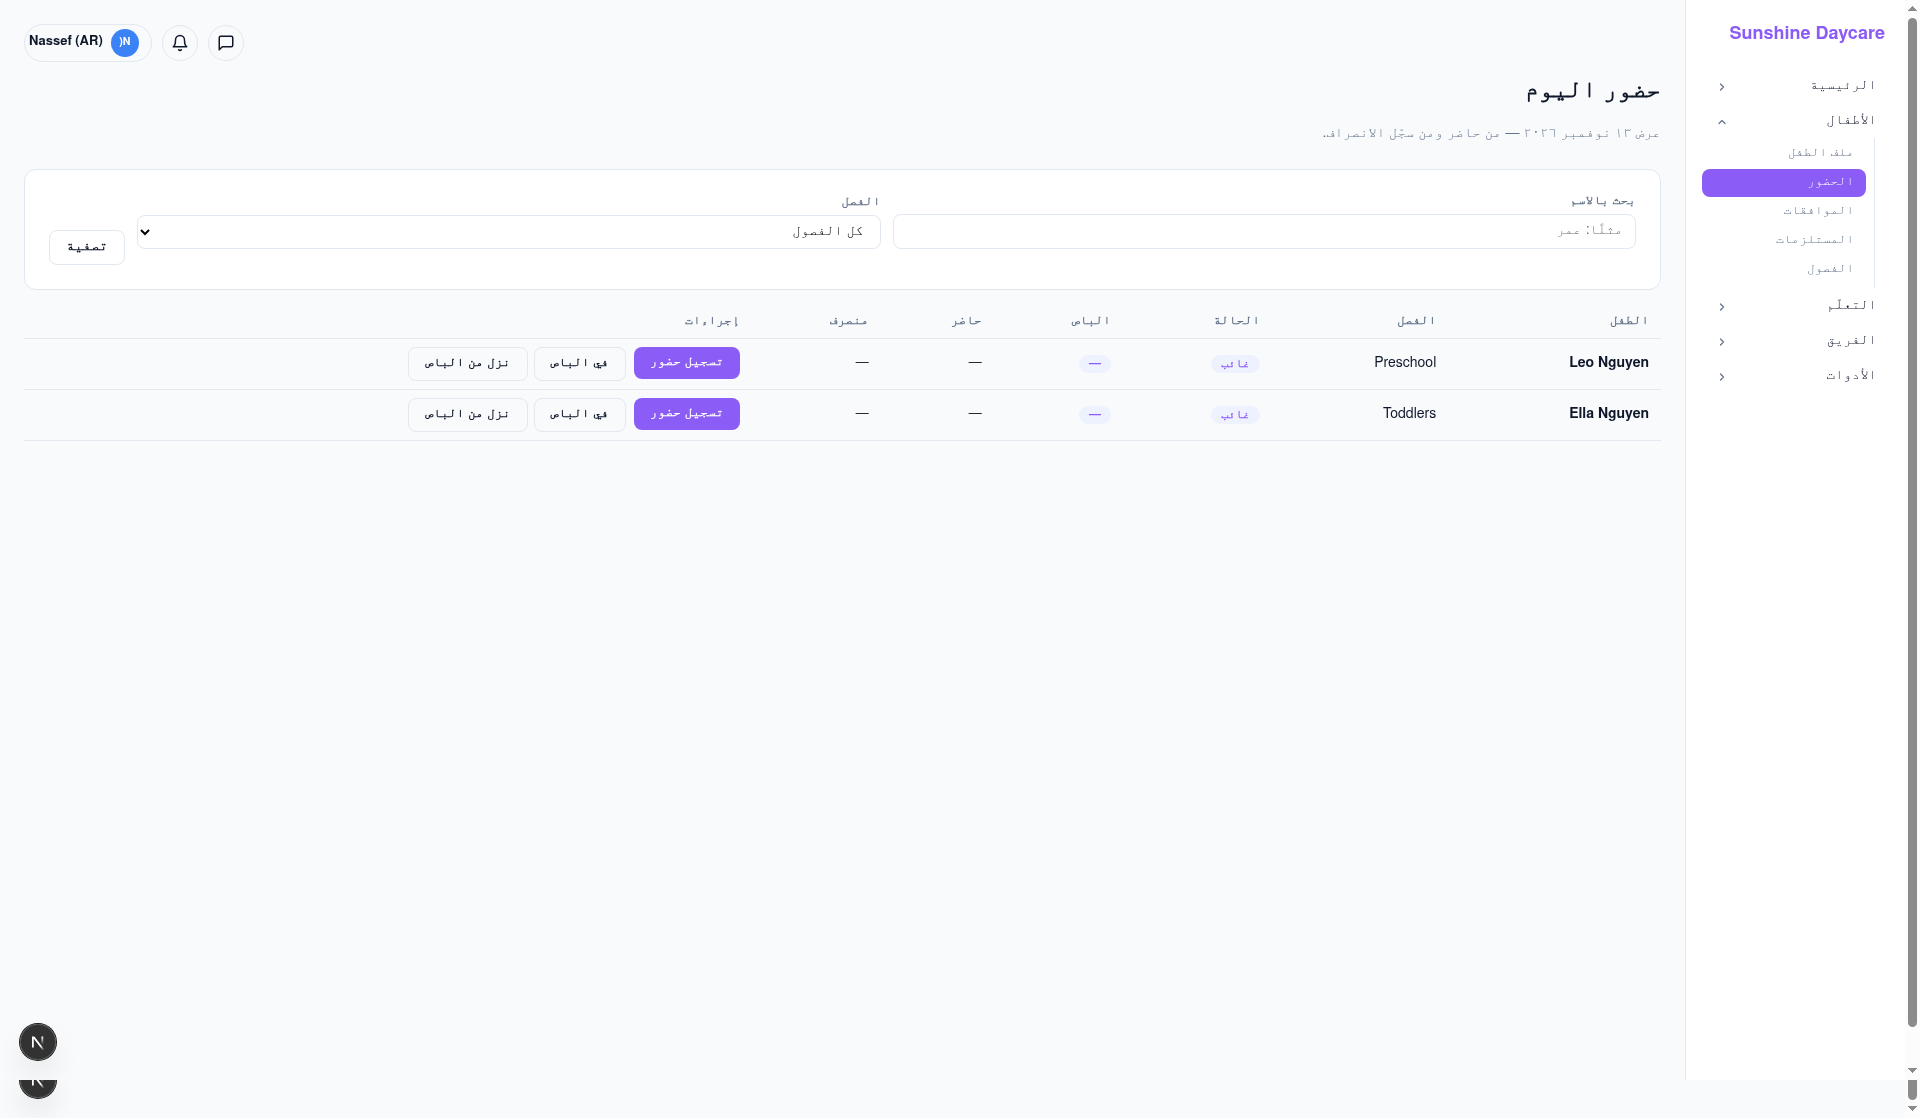 Sunshine Daycare
الرئيسية
الأطفال
ملف الطفل
الحضور
الموافقات
المستلزمات
الفصول
التعلّم
الفريق
الأدوات
Nassef (AR)
N(
حضور اليوم
عرض ١٣ نوفمبر ٢٠٢٦ — من حاضر ومن سجّل الانصراف.
بحث بالاسم
مثلًا: عمر
الفصل
كل الفصول
تصفية
الطفل الفصل الحالة الباص حاضر منصرف إجراءات
Leo Nguyen Preschool غائب — — — تسجيل حضور في الباص نزل من الباص
Ella Nguyen Toddlers غائب — — — تسجيل حضور في الباص نزل من الباص